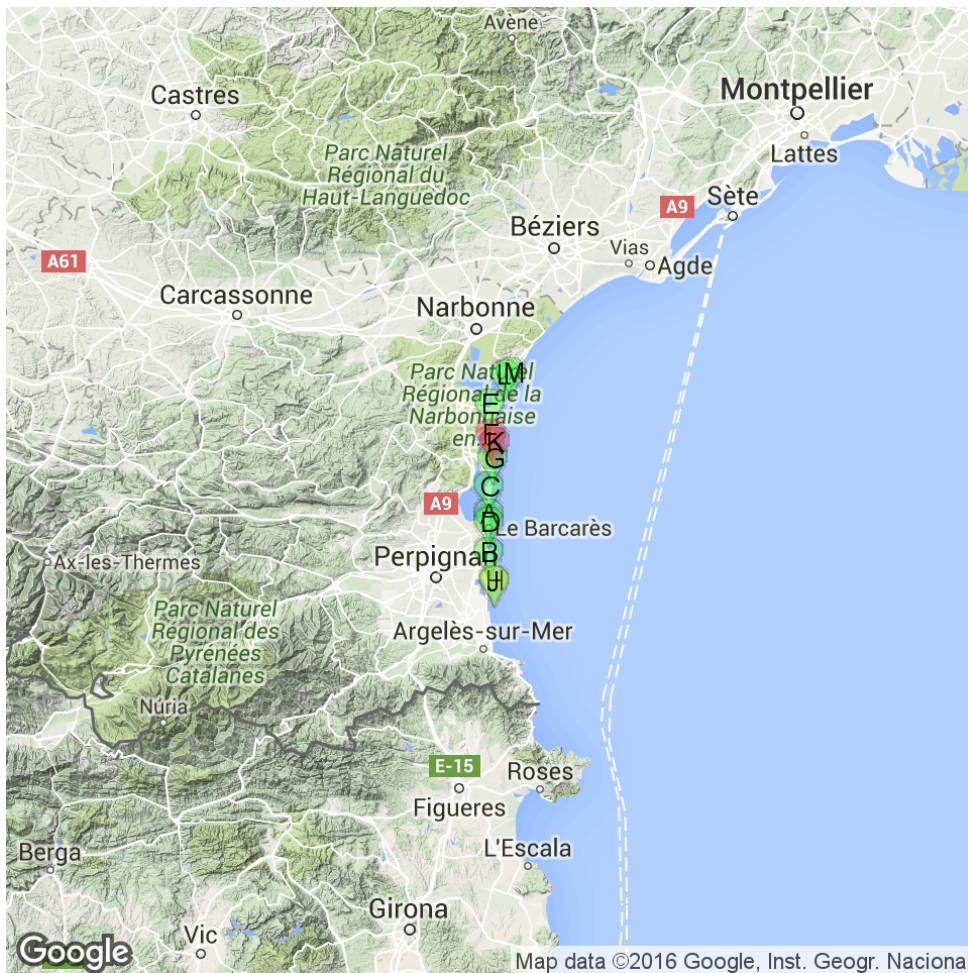 Avène
Castres
Montpellier
Parc Naturel
Régional du
Haut-Languedoc
Lattes
Sète
A9
Béziers
Vias
Agde
A61
Carcassonne
Narbonne
Parc Naturel
Régional de la
Narbonnaise
en...
M
E
K
G
C
A9
D
Le Barcarès
B
Perpignan
Ax-les-Thermes
Parc Naturel
Régional des
Pyrénées
Catalanes
Argelès-sur-Mer
Núria
E-15
Roses
Figueres
L'Escala
Berga
Girona
Vic
Google
Map data ©2016 Google, Inst. Geogr. Naciona